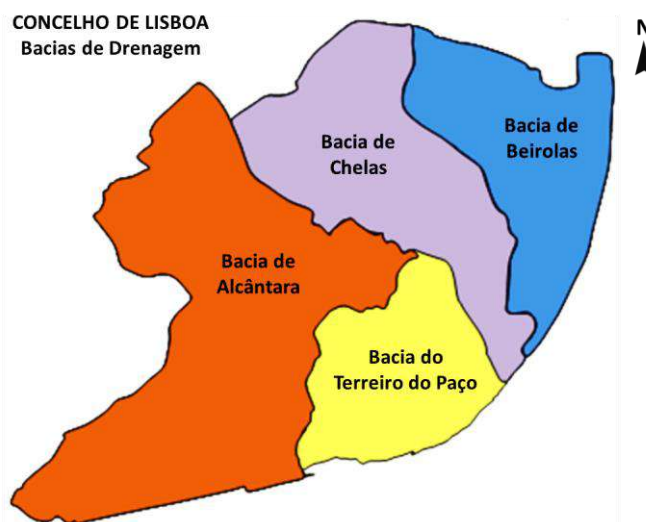 CONCELHO DE LISBOA
Bacias de Drenagem
N
Bacia de
Beirolas
Bacia de
Chelas
Bacia de
Alcântara
Bacia do
Terreiro do Paço